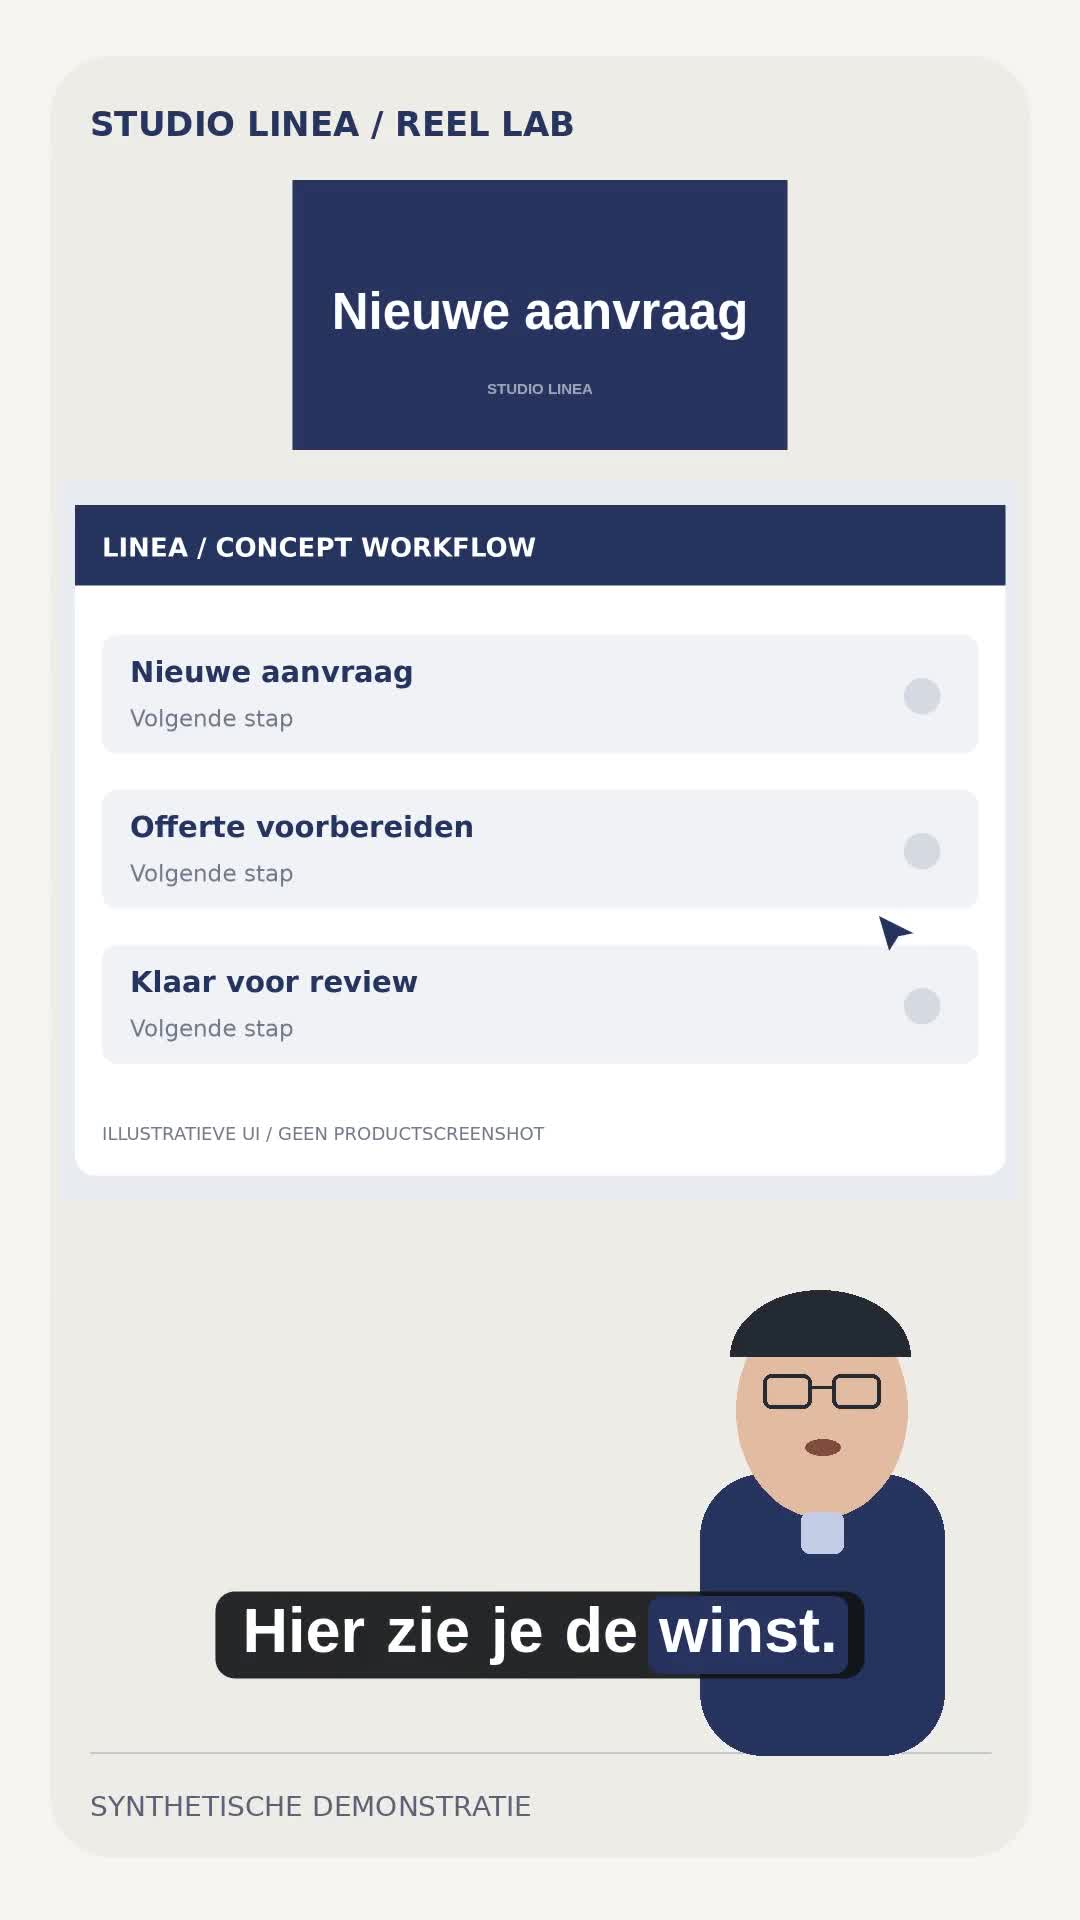 STUDIO LINEA / REEL LAB
Nieuwe aanvraag
STUDIO LINEA
LINEA / CONCEPT WORKFLOW
Nieuwe aanvraag
Volgende stap
Offerte voorbereiden
Volgende stap
Klaar voor review
Volgende stap
ILLUSTRATIEVE UI / GEEN PRODUCTSCREENSHOT
Hier zie je de winst.
SYNTHETISCHE DEMONSTRATIE